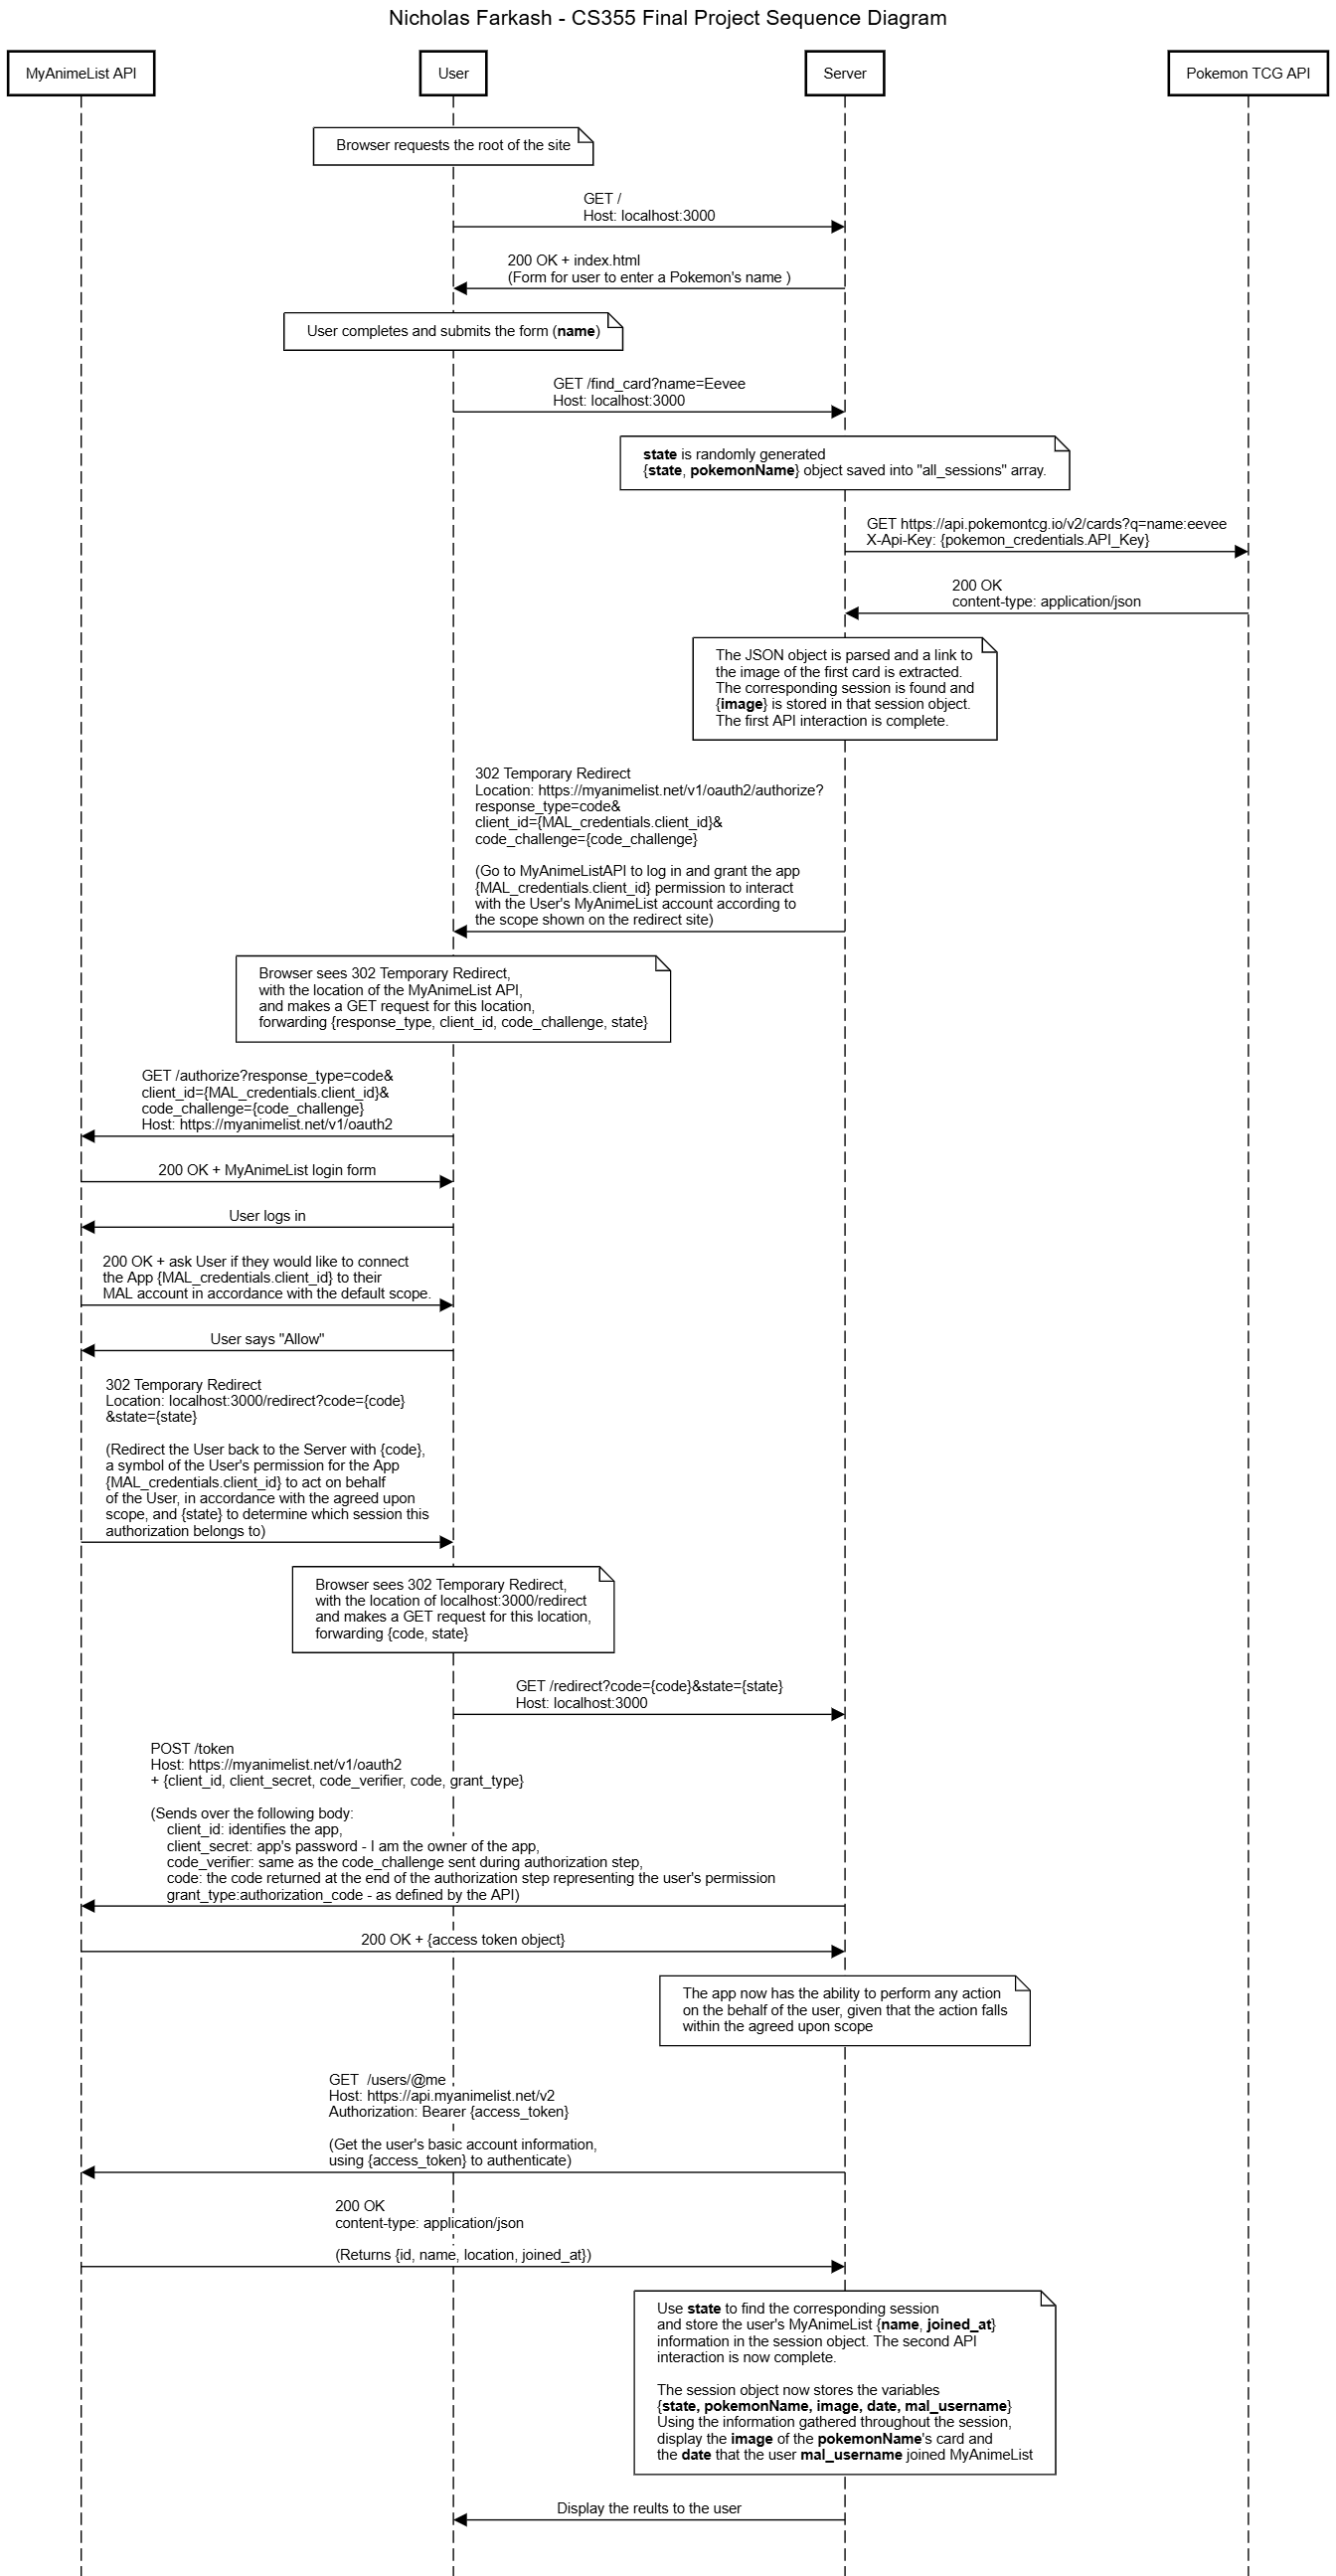 Nicholas Farkash - CS355 Final Project Sequence Diagram
MyAnimeList API
User
Server
Pokemon TCG API
Browser requests the root of the site
GET /
Host: localhost:3000
200 OK + index.html
(Form for user to enter a Pokemon's name )
User completes and submits the form (name)
GET /find_card?name=Eevee
Host: localhost:3000
state is randomly generated
{state, pokemonName} object saved into "all_sessions" array.
GET https://api.pokemontcg.io/v2/cards?q=name:eevee
X-Api-Key: {pokemon_credentials.API_Key}
200 OK
content-type: application/json
The JSON object is parsed and a link to
the image of the first card is extracted.
The corresponding session is found and
{image} is stored in that session object.
The first API interaction is complete.
302 Temporary Redirect
Location: https://myanimelist.net/v1/oauth2/authorize?
response_type=code&
client_id={MAL_credentials.client_id}&
code_challenge={code_challenge}
(Go to MyAnimeListAPI to log in and grant the app
{MAL_credentials.client_id} permission to interact
with the User's MyAnimeList account according to
the scope shown on the redirect site)
Browser sees 302 Temporary Redirect,
with the location of the MyAnimeList API,
and makes a GET request for this location,
forwarding {response_type, client_id, code_challenge, state}
GET /authorize?response_type=code&
client_id={MAL_credentials.client_id}&
code_challenge={code_challenge}
Host: https://myanimelist.net/v1/oauth2
200 OK + MyAnimeList login form
User logs in
200 OK + ask User if they would like to connect
the App {MAL_credentials.client_id} to their
MAL account in accordance with the default scope.
User says "Allow"
302 Temporary Redirect
Location: localhost:3000/redirect?code={code}
&state={state}
(Redirect the User back to the Server with {code},
a symbol of the User's permission for the App
{MAL_credentials.client_id} to act on behalf
of the User, in accordance with the agreed upon
scope, and {state} to determine which session this
authorization belongs to)
Browser sees 302 Temporary Redirect,
with the location of localhost:3000/redirect
and makes a GET request for this location,
forwarding {code, state}
GET /redirect?code={code}&state={state}
Host: localhost:3000
POST /token
Host: https://myanimelist.net/v1/oauth2
+ {client_id, client_secret, code_verifier, code, grant_type}
(Sends over the following body:
client_id: identifies the app,
client_secret: app's password - I am the owner of the app,
code_verifier: same as the code_challenge sent during authorization step,
code: the code returned at the end of the authorization step representing the user's permission
grant_type:authorization_code - as defined by the API)
200 OK + {access token object}
The app now has the ability to perform any action
on the behalf of the user, given that the action falls
within the agreed upon scope
GET  /users/@me
Host: https://api.myanimelist.net/v2
Authorization: Bearer {access_token}
(Get the user's basic account information,
using {access_token} to authenticate)
200 OK
content-type: application/json
(Returns {id, name, location, joined_at})
Use state to find the corresponding session
and store the user's MyAnimeList {name, joined_at}
information in the session object. The second API
interaction is now complete.
The session object now stores the variables
{state, pokemonName, image, date, mal_username}
Using the information gathered throughout the session,
display the image of the pokemonName's card and
the date that the user mal_username joined MyAnimeList
Display the reults to the user